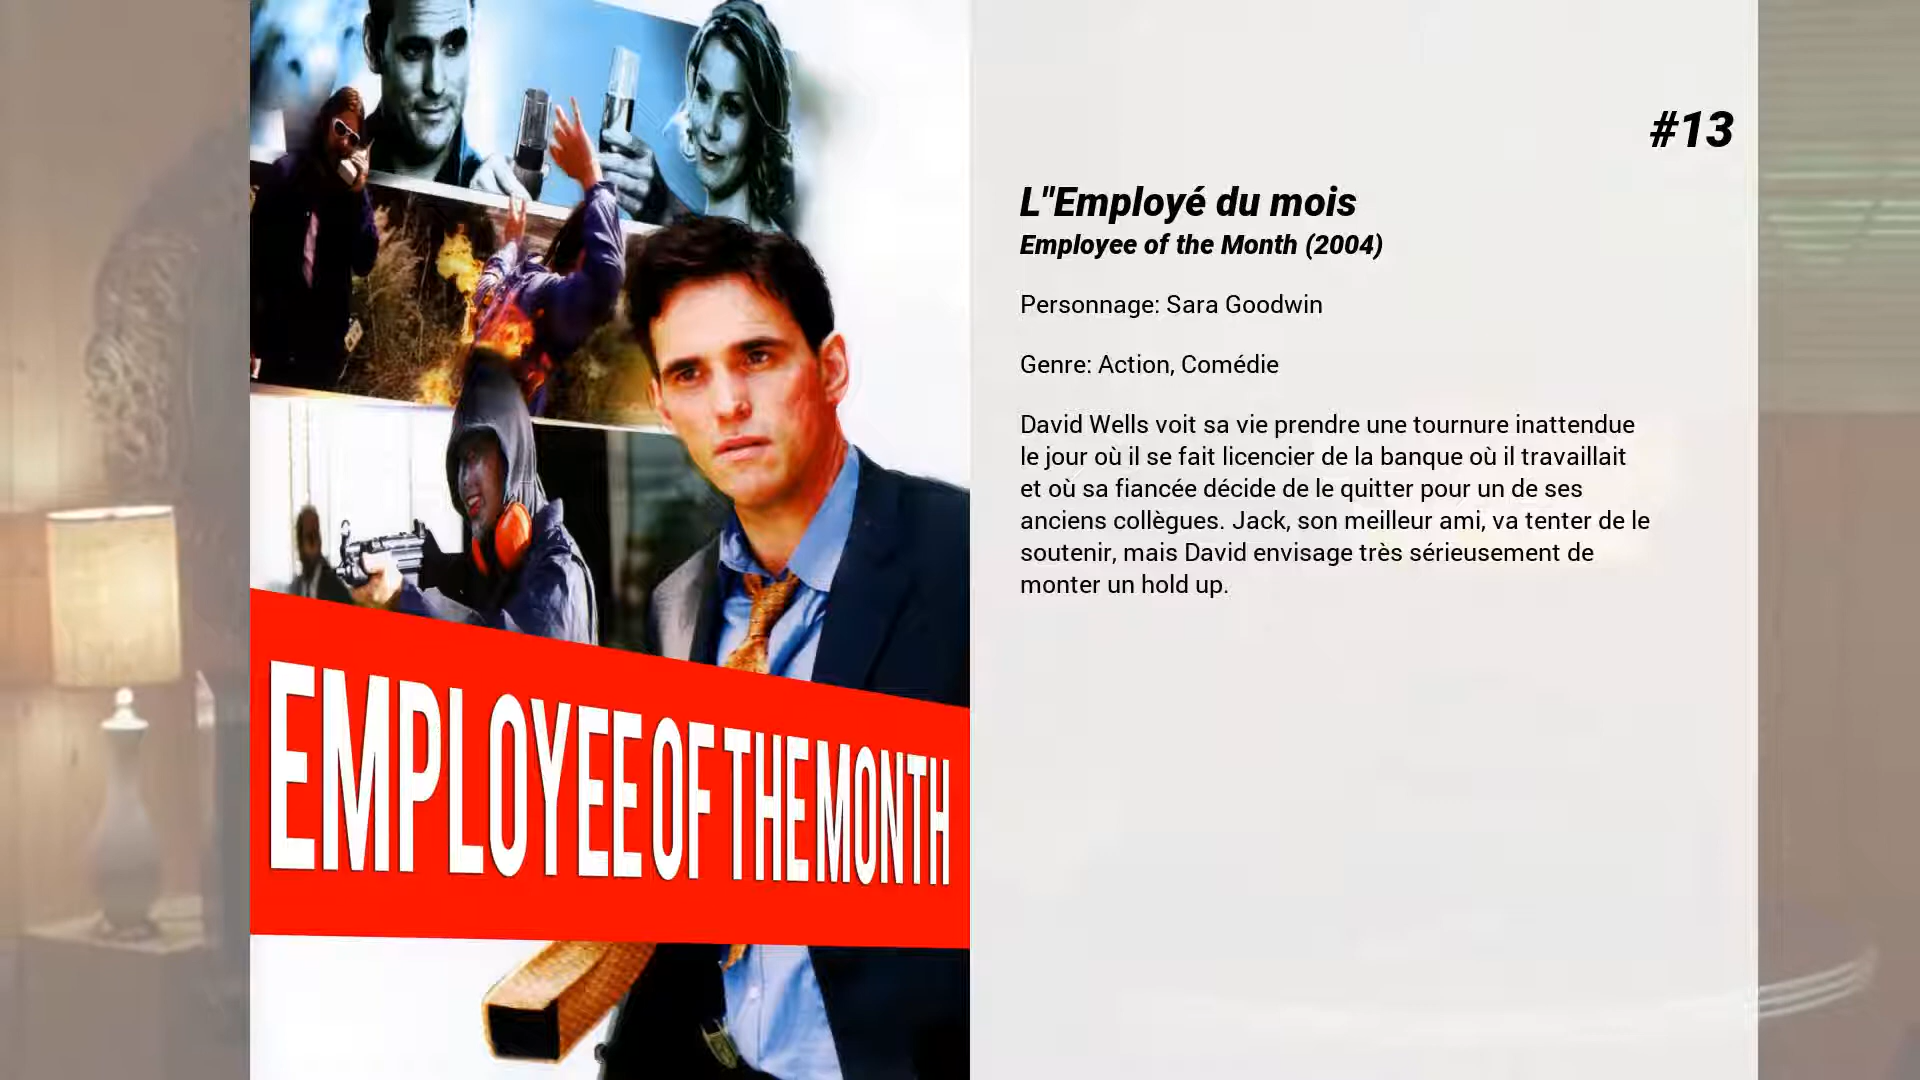 EMPLOYEE OF THE MONTH
#13
L"Employé du mois
Employee of the Month (2004)
Personnage: Sara Goodwin
Genre: Action, Comédie
David Wells voit sa vie prendre une tournure inattendue
le jour où il se fait licencier de la banque où il travaillait
et où sa fiancée décide de le quitter pour un de ses
anciens collègues. Jack, son meilleur ami, va tenter de le
soutenir, mais David envisage très sérieusement de
monter un hold up.